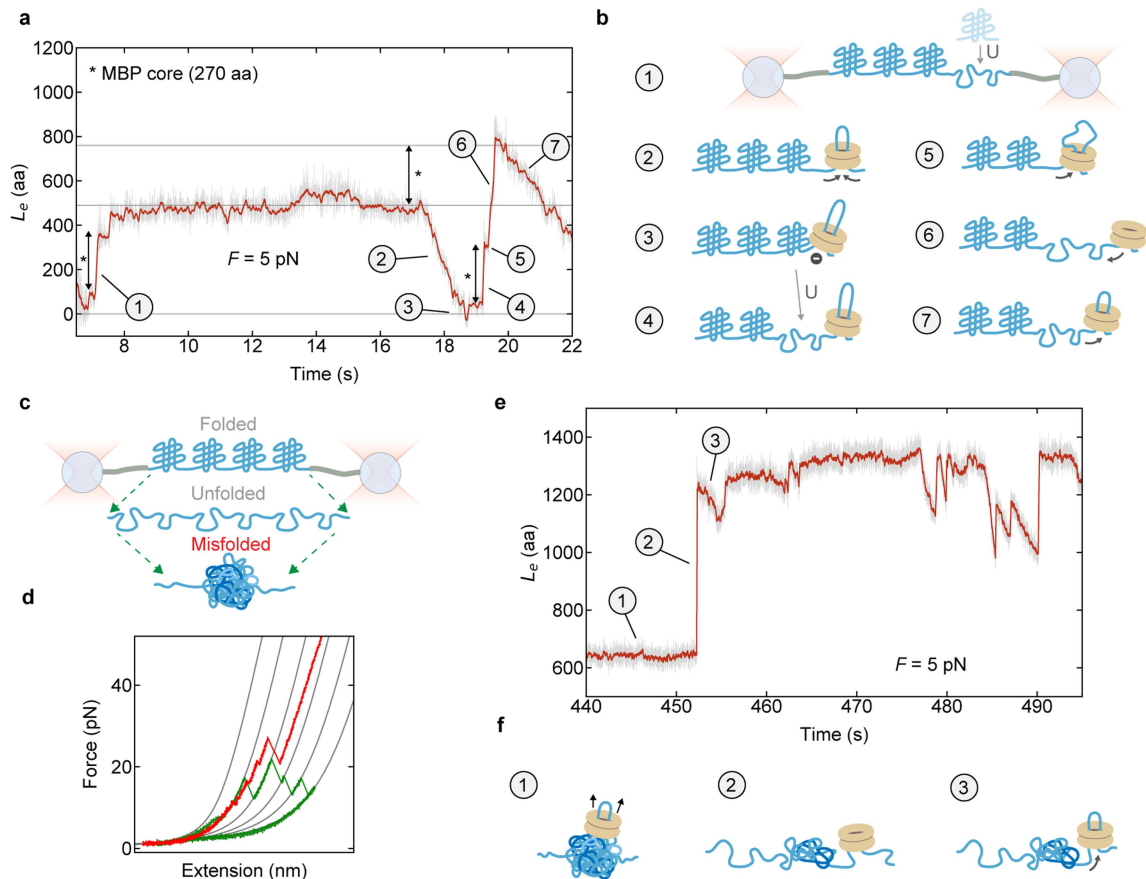 a
1200
1000
800
600
400
200
0
Lₑ (aa)
* MBP core (270 aa)
*
*
*
F = 5 pN
1
2
3
4
5
6
7
8
10
12
14
16
18
20
22
Time (s)
b
U
1
2
5
3
6
U
4
7
c
Folded
Unfolded
Misfolded
d
Force (pN)
40
20
0
Extension (nm)
e
Lₑ (aa)
1400
1200
1000
800
600
1
2
3
F = 5 pN
440
450
460
470
480
490
Time (s)
f
1
2
3